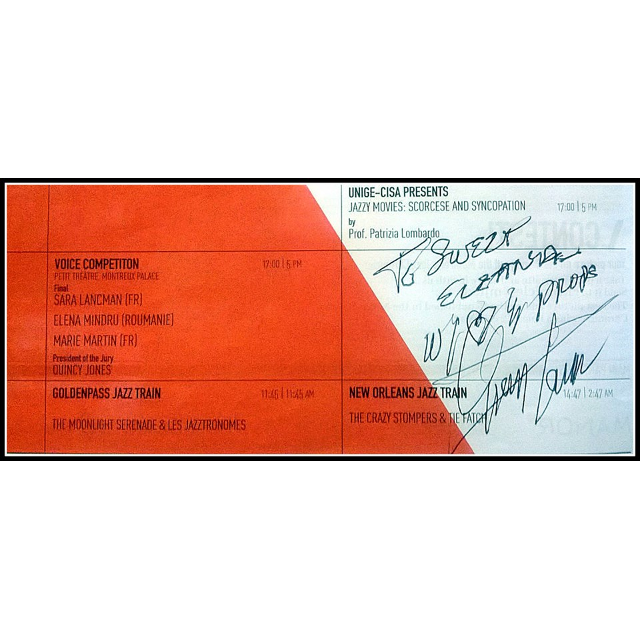 UNIGE-CISA PRESENTS
JAZZY MOVIES: SCORCESE AND SYNCOPATION 17:00 | 5 PM
by
Prof. Patrizia Lombardo
VOICE COMPETITON 17:00 | 5 PM
PETIT THÉATRE, MONTREUX PALACE
Final
SARA LANCMAN (FR)
ELENA MINDRU (ROUMANIE)
MARIE MARTIN (FR)
President of the Jury
QUINCY JONES
TO SWEET
W/ ♥ & PROPS
GOLDENPASS JAZZ TRAIN 11:45 | 11:45 AM
THE MOONLIGHT SERENADE & LES JAZZTRONOMES
NEW ORLEANS JAZZ TRAIN 14:47 | 2:47 AM
THE CRAZY STOMPERS & TIE PATCH